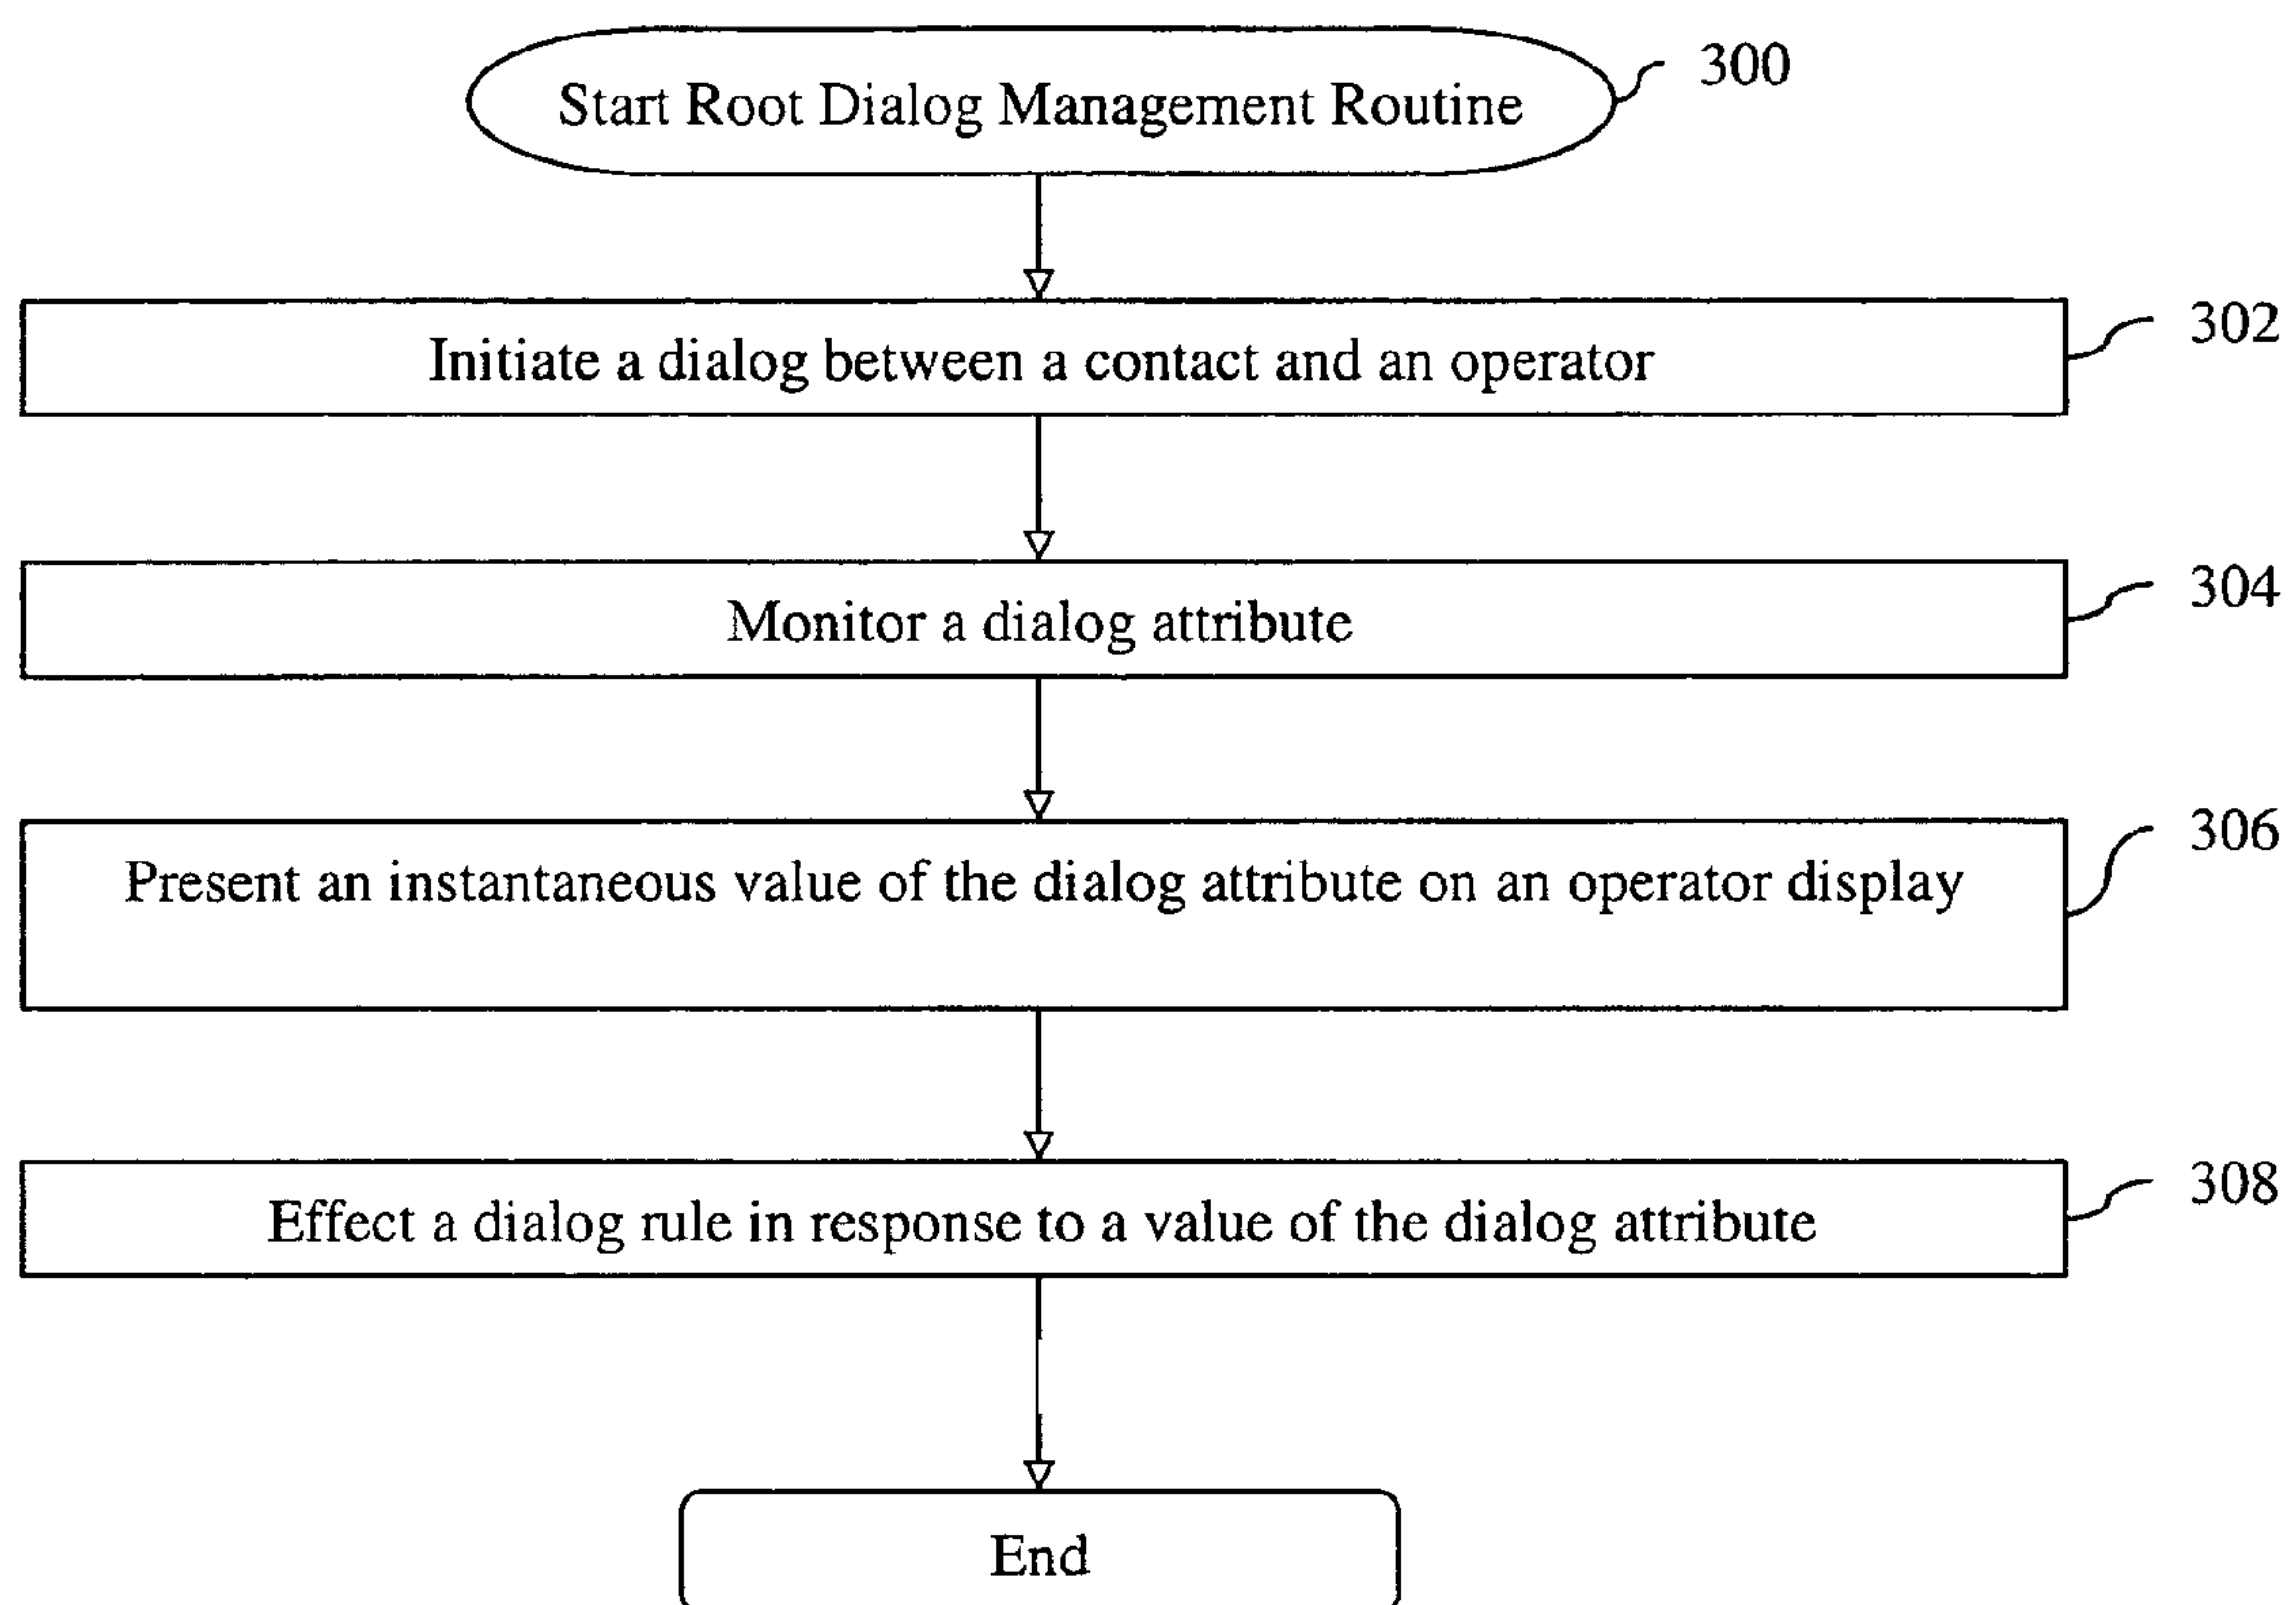 Start Root Dialog Management Routine
300
Initiate a dialog between a contact and an operator
302
Monitor a dialog attribute
304
Present an instantaneous value of the dialog attribute on an operator display
306
Effect a dialog rule in response to a value of the dialog attribute
308
End